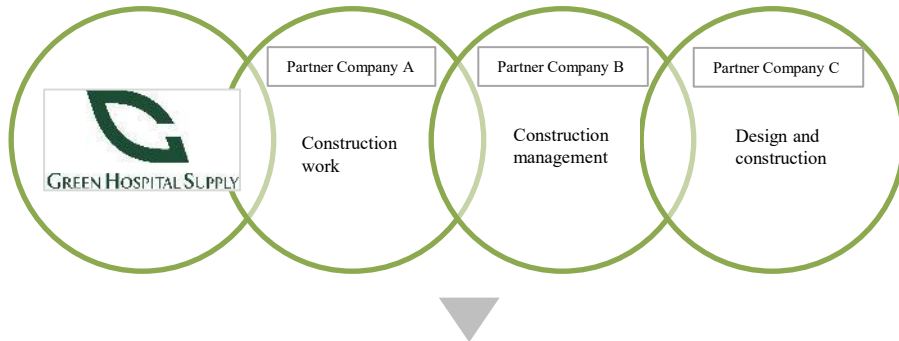 Partner Company A
Partner Company B
Partner Company C
Construction
work
Construction
management
Design and
construction
GREEN HOSPITAL SUPPLY